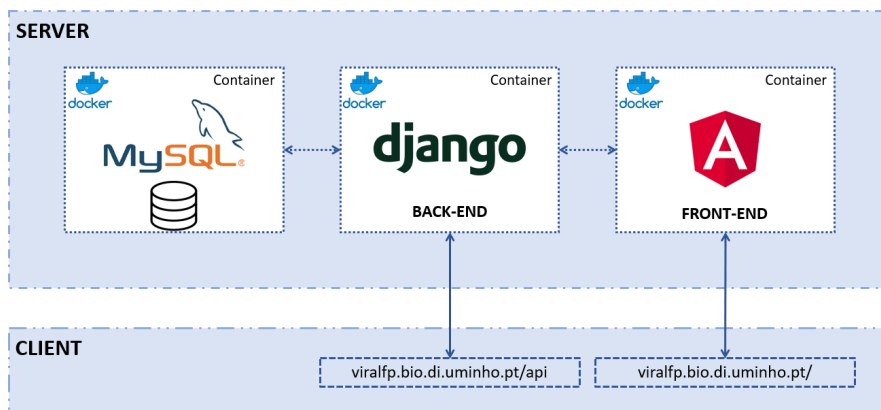 SERVER
docker
Container
MySQL®
docker
Container
django
BACK-END
docker
Container
A
FRONT-END
CLIENT
viralfp.bio.di.uminho.pt/api
viralfp.bio.di.uminho.pt/